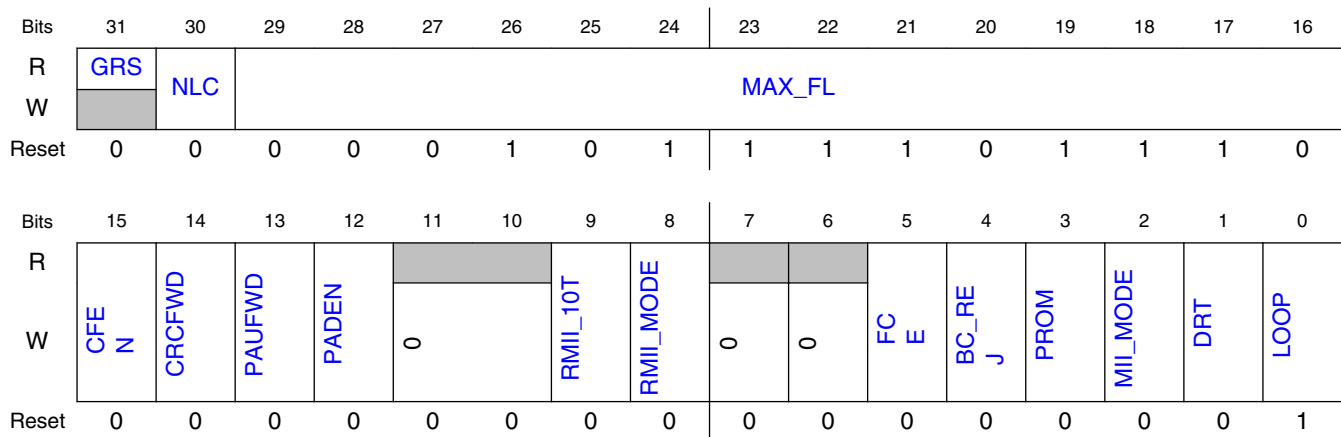 Bits 31 30 29 28 27 26 25 24 23 22 21 20 19 18 17 16
R GRS NLC MAX_FL
W
Reset 0 0 0 0 0 1 0 1 1 1 1 0 1 1 1 0
Bits 15 14 13 12 11 10 9 8 7 6 5 4 3 2 1 0
R
W CFE N CRCFWD PAUFWD PADEN 0 RMII_10T RMII_MODE 0 0 FC E BC_RE J PROM MII_MODE DRT LOOP
Reset 0 0 0 0 0 0 0 0 0 0 0 0 0 0 0 1